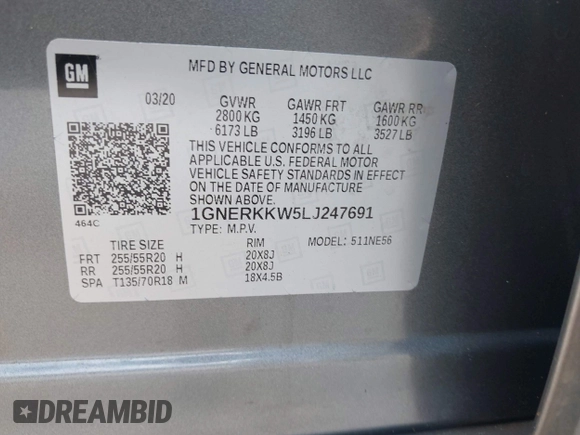 GM
MFD BY GENERAL MOTORS LLC
03/20 GVWR GAWR FRT GAWR RR
2800 KG 1450 KG 1600 KG
6173 LB 3196 LB 3527 LB
THIS VEHICLE CONFORMS TO ALL
APPLICABLE U.S. FEDERAL MOTOR
VEHICLE SAFETY STANDARDS IN EFFECT
ON THE DATE OF MANUFACTURE
SHOWN ABOVE.
464C
1GNERKKW5LJ247691
TYPE: M.P.V. MODEL: 511NE56
TIRE SIZE RIM
FRT 255/55R20 H 20X8J
RR 255/55R20 H 20X8J
SPA T135/70R18 M 18X4.5B
DREAMBID